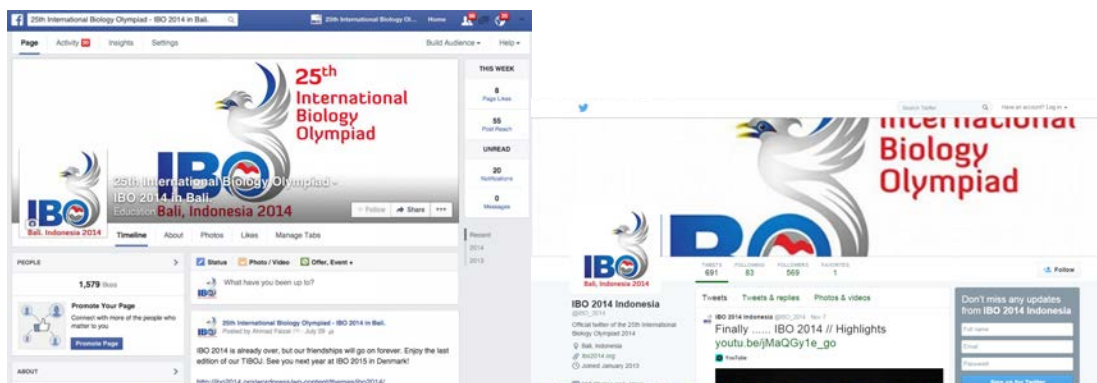 25th International Biology Olympiad - IBO 2014 in Bali.
25th International Biology Ol...
Home
Page
Activity
Insights
Settings
Build Audience
Help
25th
International
Biology
Olympiad
IBO
25th International Biology Olympiad -
IBO 2014 in Bali.
Education
Bali, Indonesia 2014
Follow
Share
IBO
Bali, Indonesia 2014
Timeline
About
Photos
Likes
Manage Tabs
THIS WEEK
8
Page Likes
55
Post Reach
UNREAD
20
Notifications
0
Messages
Recent
2014
2013
PEOPLE
1,579 likes
Promote Your Page
Connect with more of the people who
matter to you
Promote Page
ABOUT
Status
Photo / Video
Offer, Event +
What have you been up to?
25th International Biology Olympiad - IBO 2014 in Bali.
Posted by Ahmad Faizal
July 25
IBO 2014 is already over, but our friendships will go on forever. Enjoy the last
edition of our TIBOJ. See you next year at IBO 2015 in Denmark!
Search Twitter
Have an account? Log in
International
Biology
Olympiad
IBO
IBO
Bali, Indonesia 2014
TWEETS
691
FOLLOWING
83
FOLLOWERS
569
FAVORITES
1
Follow
IBO 2014 Indonesia
@IBO_2014
Official twitter of the 25th International
Biology Olympiad 2014
Bali, Indonesia
ibo2014.org
Joined January 2013
Tweets
Tweets & replies
Photos & videos
IBO 2014 Indonesia @IBO_2014 Nov 7
Finally ...... IBO 2014 // Highlights
youtu.be/jMaQGy1e_go
YouTube
Don't miss any updates
from IBO 2014 Indonesia
Full name
Email
Password
Sign up for Twitter